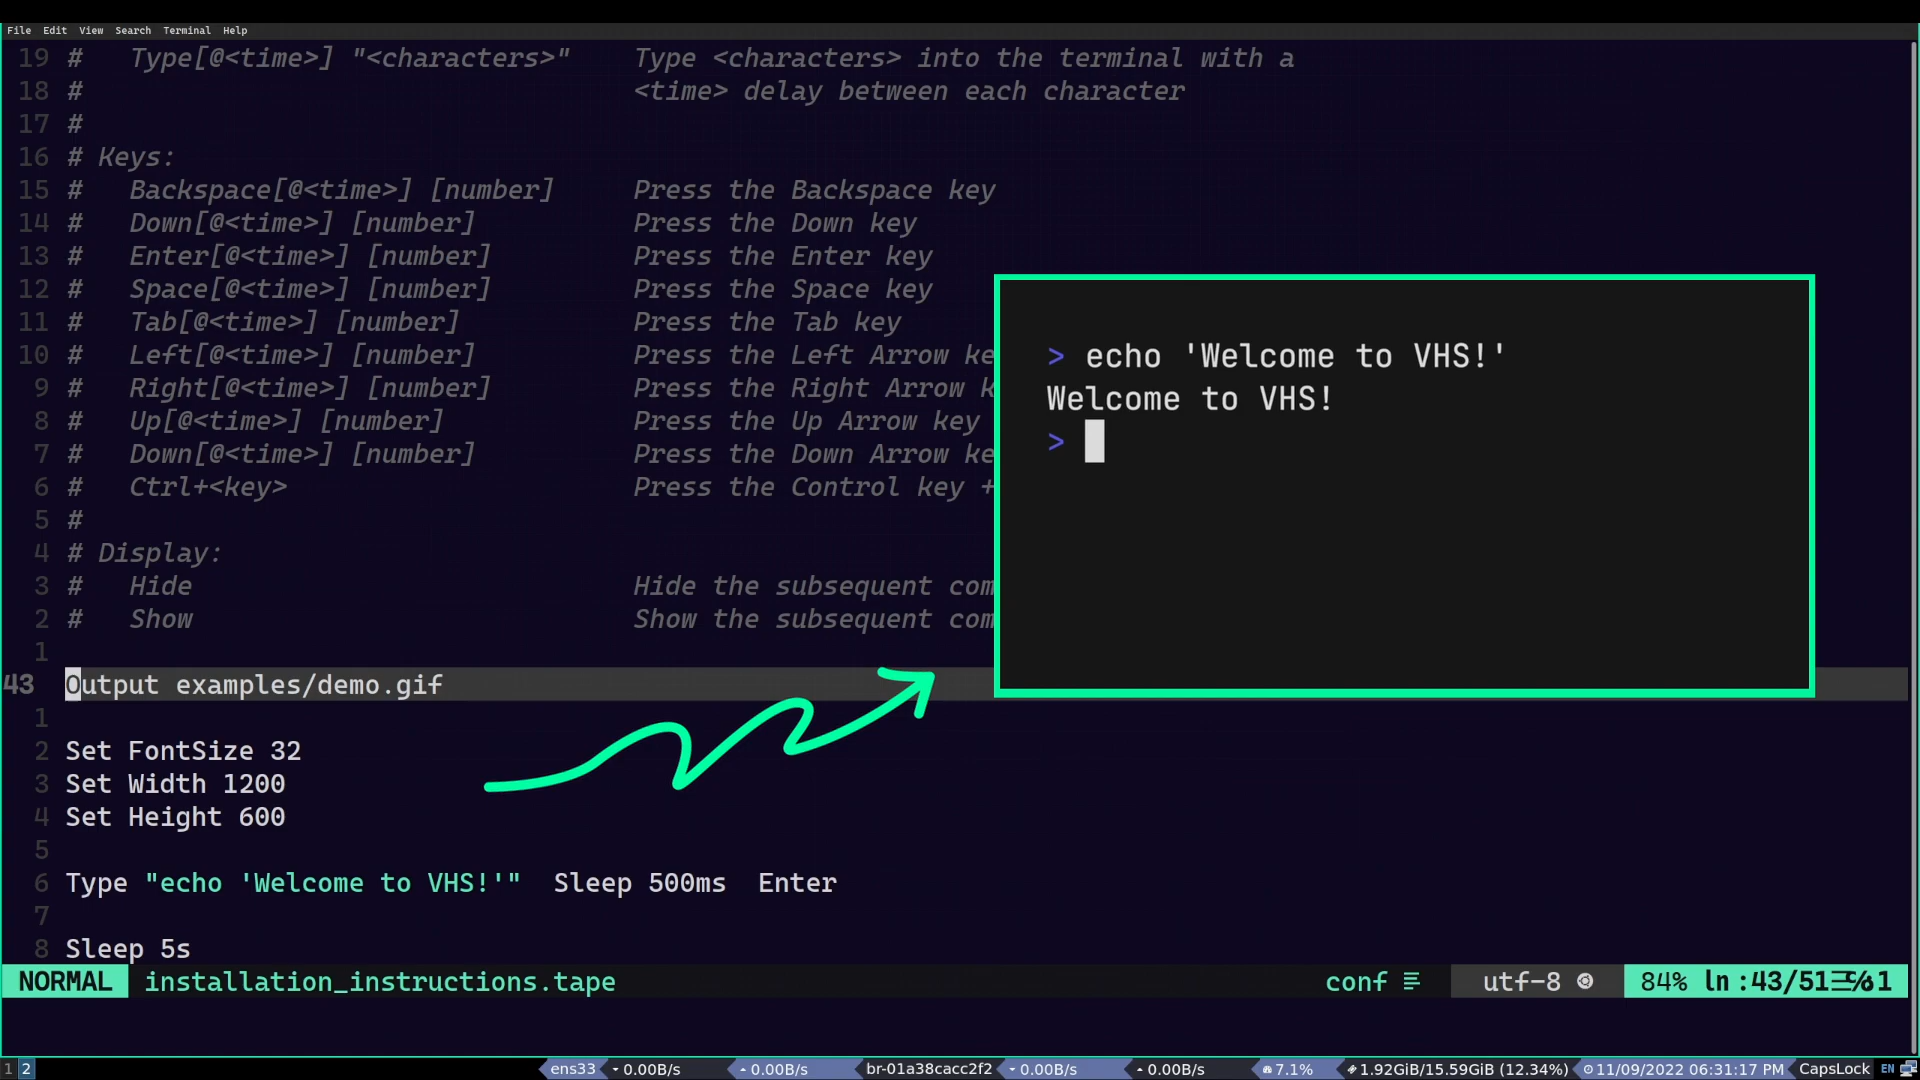 File Edit View Search Terminal Help
19 #   Type[@<time>] "<characters>"    Type <characters> into the terminal with a
18 #                                   <time> delay between each character
17 #
16 # Keys:
15 #   Backspace[@<time>] [number]     Press the Backspace key
14 #   Down[@<time>] [number]          Press the Down key
13 #   Enter[@<time>] [number]         Press the Enter key
12 #   Space[@<time>] [number]         Press the Space key
11 #   Tab[@<time>] [number]           Press the Tab key
10 #   Left[@<time>] [number]          Press the Left Arrow ke
9 #   Right[@<time>] [number]         Press the Right Arrow k
8 #   Up[@<time>] [number]            Press the Up Arrow key
7 #   Down[@<time>] [number]          Press the Down Arrow ke
6 #   Ctrl+<key>                      Press the Control key +
5 #
4 # Display:
3 #   Hide                            Hide the subsequent com
2 #   Show                            Show the subsequent com
1
43 Output examples/demo.gif
1
2 Set FontSize 32
3 Set Width 1200
4 Set Height 600
5
6 Type "echo 'Welcome to VHS!'"  Sleep 500ms  Enter
7
8 Sleep 5s
> echo 'Welcome to VHS!'
Welcome to VHS!
>
NORMAL installation_instructions.tape conf utf-8 84% ln :43/51
1 2 ens33 0.00B/s 0.00B/s br-01a38cacc2f2 0.00B/s 0.00B/s 7.1% 1.92GiB/15.59GiB (12.34%) 11/09/2022 06:31:17 PM CapsLock EN